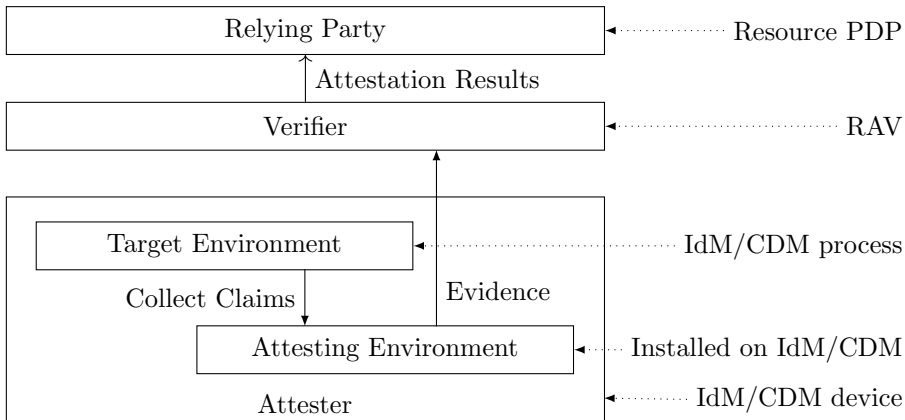 Relying Party
Resource PDP
Attestation Results
Verifier
RAV
Target Environment
IdM/CDM process
Collect Claims
Evidence
Attesting Environment
Installed on IdM/CDM
Attester
IdM/CDM device